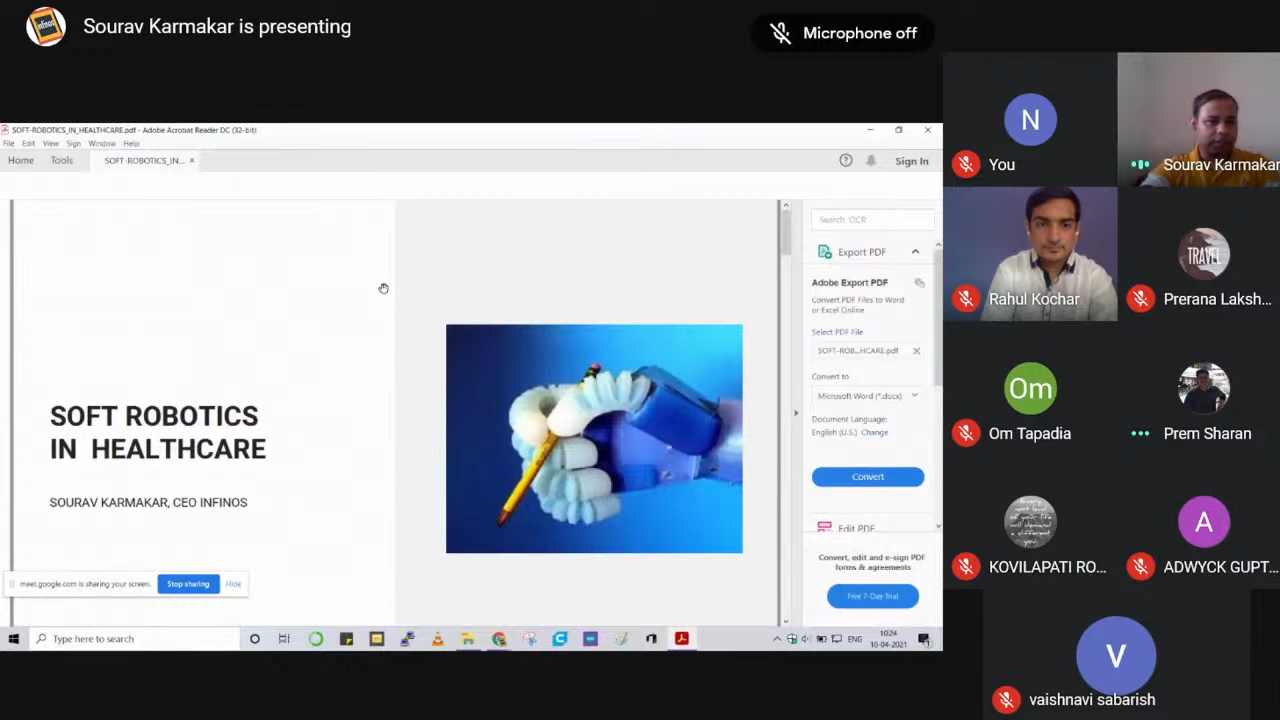 Sourav Karmakar is presenting
Microphone off
SOFT-ROBOTICS_IN_HEALTHCARE.pdf - Adobe Acrobat Reader DC (32-bit)
File Edit View Sign Window Help
Home Tools SOFT-ROBOTICS_IN... × Sign In
Search 'OCR'
Export PDF
Adobe Export PDF
Convert PDF Files to Word
or Excel Online
Select PDF File
SOFT-ROB...HCARE.pdf
Convert to
Microsoft Word (*.docx)
Document Language:
English (U.S.) Change
Convert
Edit PDF
Convert, edit and e-sign PDF
forms & agreements
Free 7-Day Trial
SOFT ROBOTICS
IN HEALTHCARE
SOURAV KARMAKAR, CEO INFINOS
meet.google.com is sharing your screen. Stop sharing Hide
Type here to search
ENG
10:24
10-04-2021
N
You
Sourav Karmakar
Rahul Kochar
TRAVEL
Prerana Laksh...
Om
Om Tapadia
Prem Sharan
KOVILAPATI RO...
A
ADWYCK GUPT...
V
vaishnavi sabarish